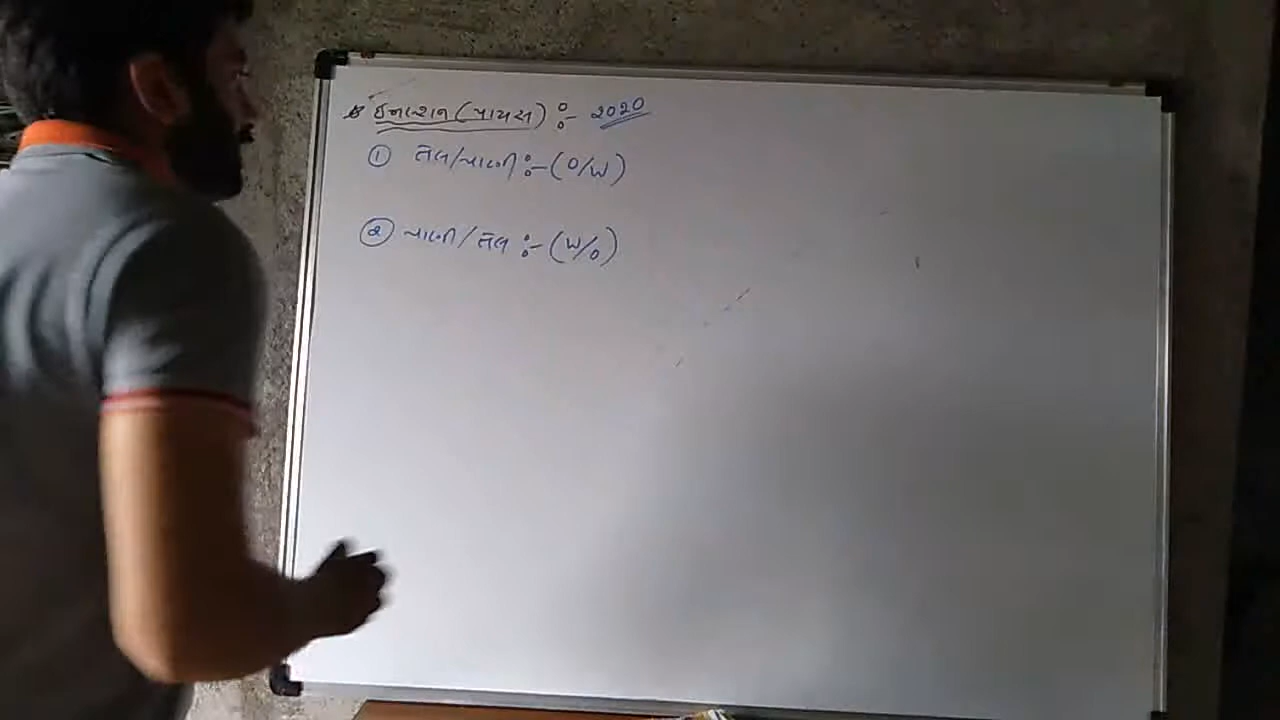 ઇમલ્શન (પાયસ) :- 2020
① તેલ/પાણી :- (O/W)
② પાણી/તેલ :- (W/O)